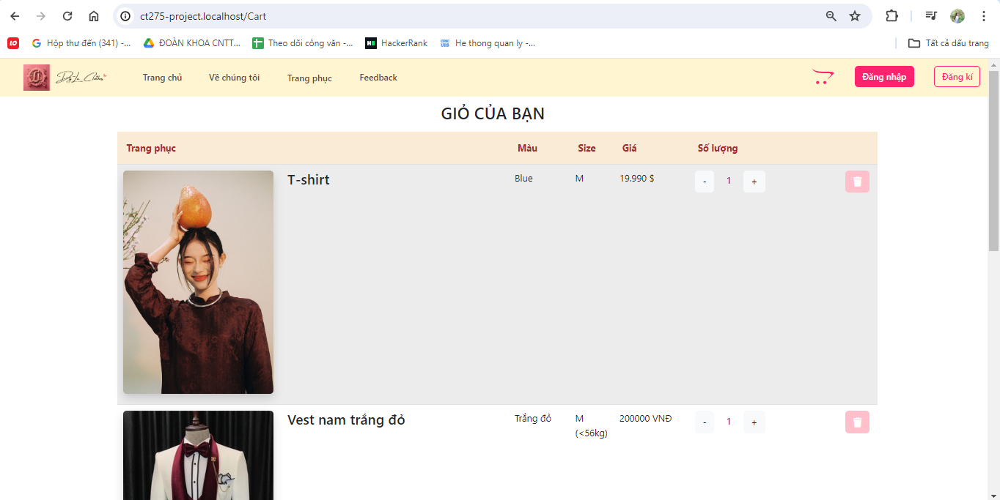 ct275-project.localhost/Cart
Hộp thư đến (341) -... ĐOÀN KHOA CNTT... Theo dõi công văn -... HackerRank He thong quan ly -... Tất cả dấu trang
Trang chủ Về chúng tôi Trang phục Feedback Đăng nhập Đăng kí
GIỎ CỦA BẠN
Trang phục Màu Size Giá Số lượng
T-shirt Blue M 19.990 $ - 1 +
Vest nam trắng đỏ Trắng đỏ M 200000 VNĐ - 1 +
(<56kg)